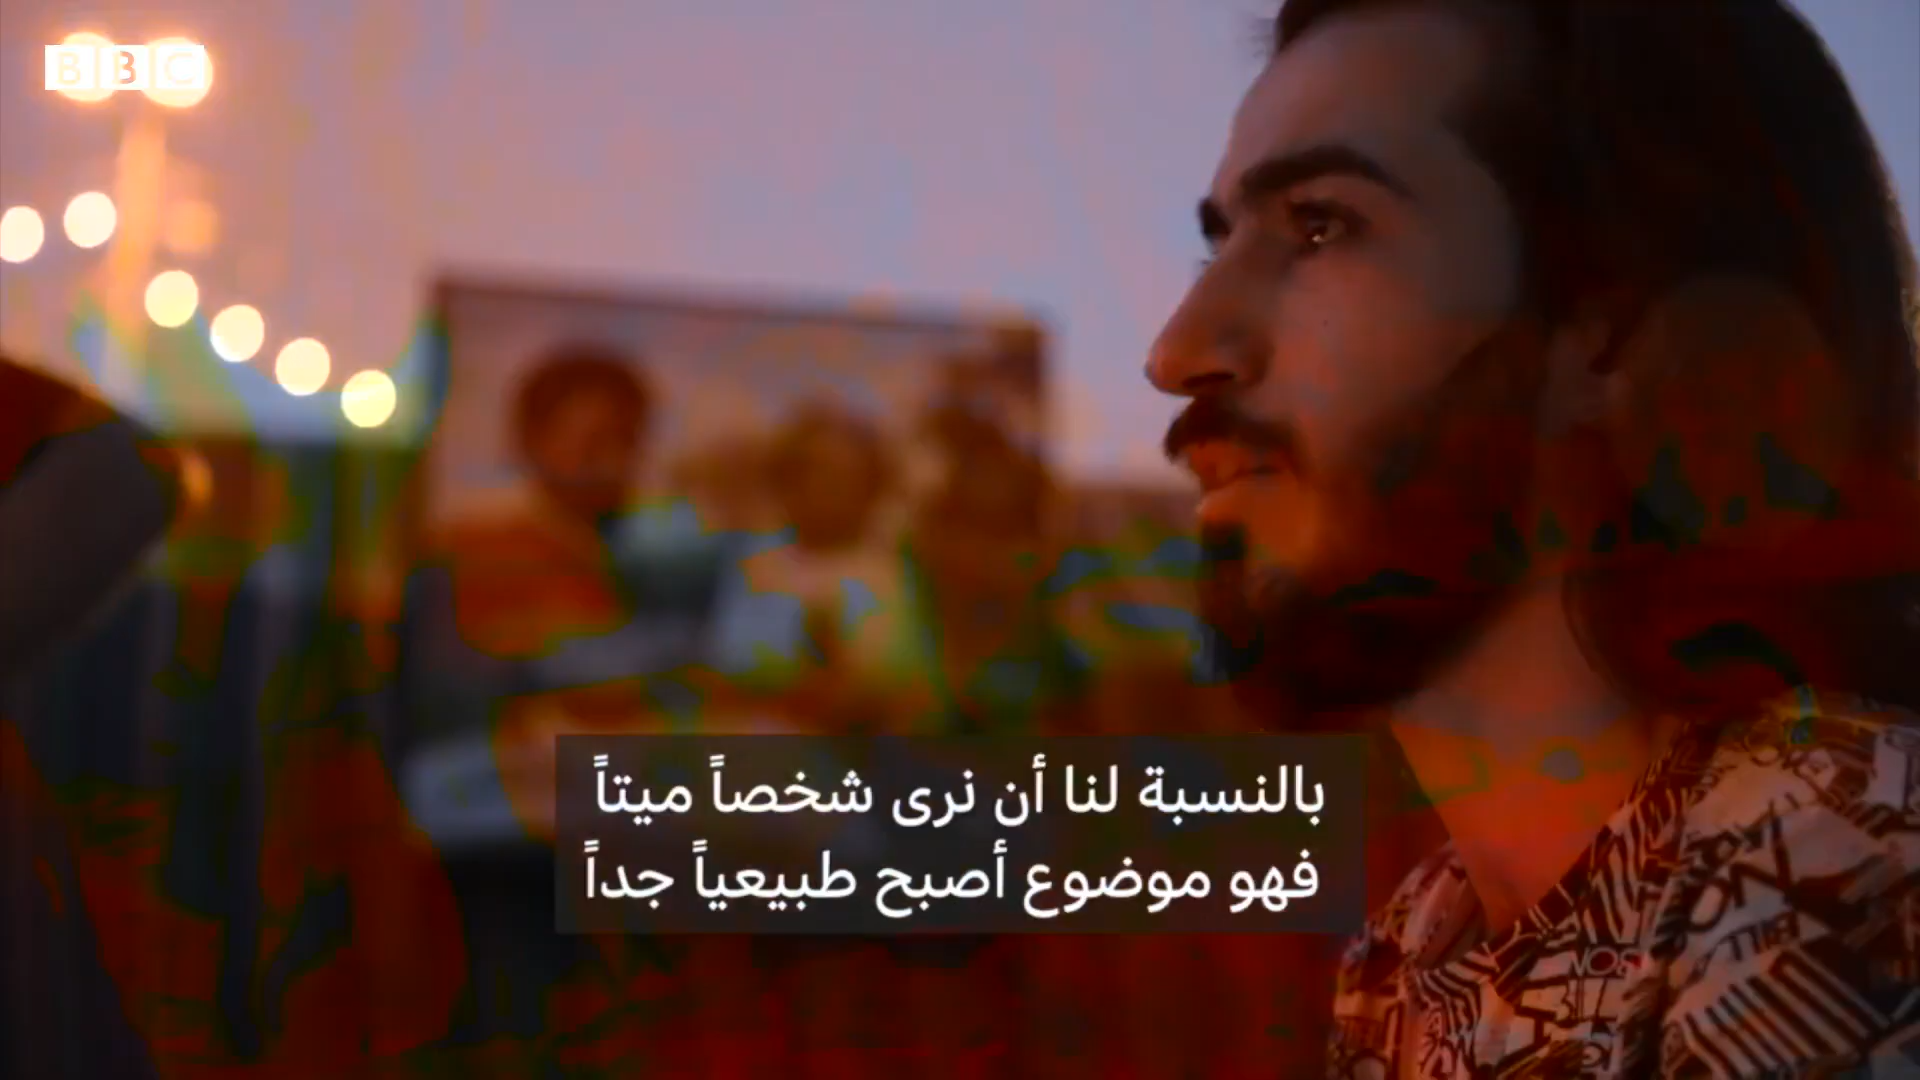 BBC
بالنسبة لنا أن نرى شخصاً ميتاً
فهو موضوع أصبح طبيعياً جداً